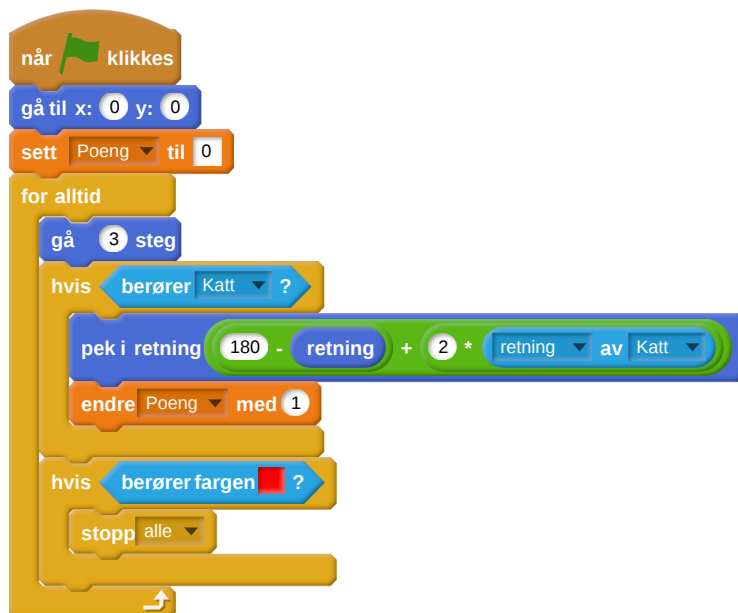 når klikkes
gå til x: 0 y: 0
sett Poeng til 0
for alltid
gå 3 steg
hvis berører Katt ?
pek i retning 180 - retning + 2 * retning av Katt
endre Poeng med 1
hvis berører fargen ?
stopp alle